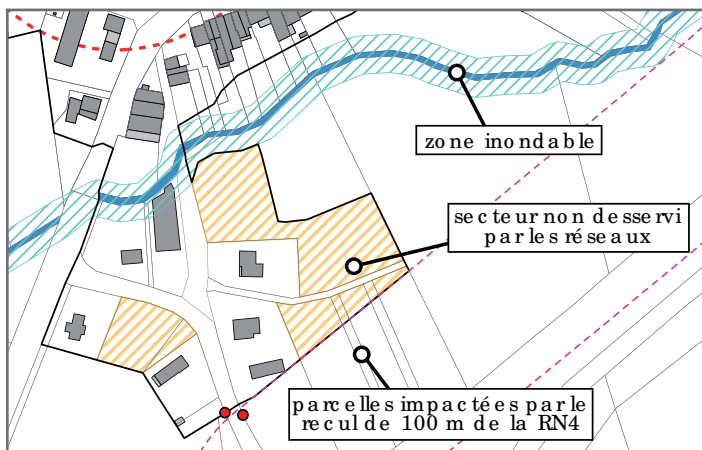 zone inondable
secteur non desservi
par les réseaux
parcelles impactées par le
recul de 100 m de la RN4